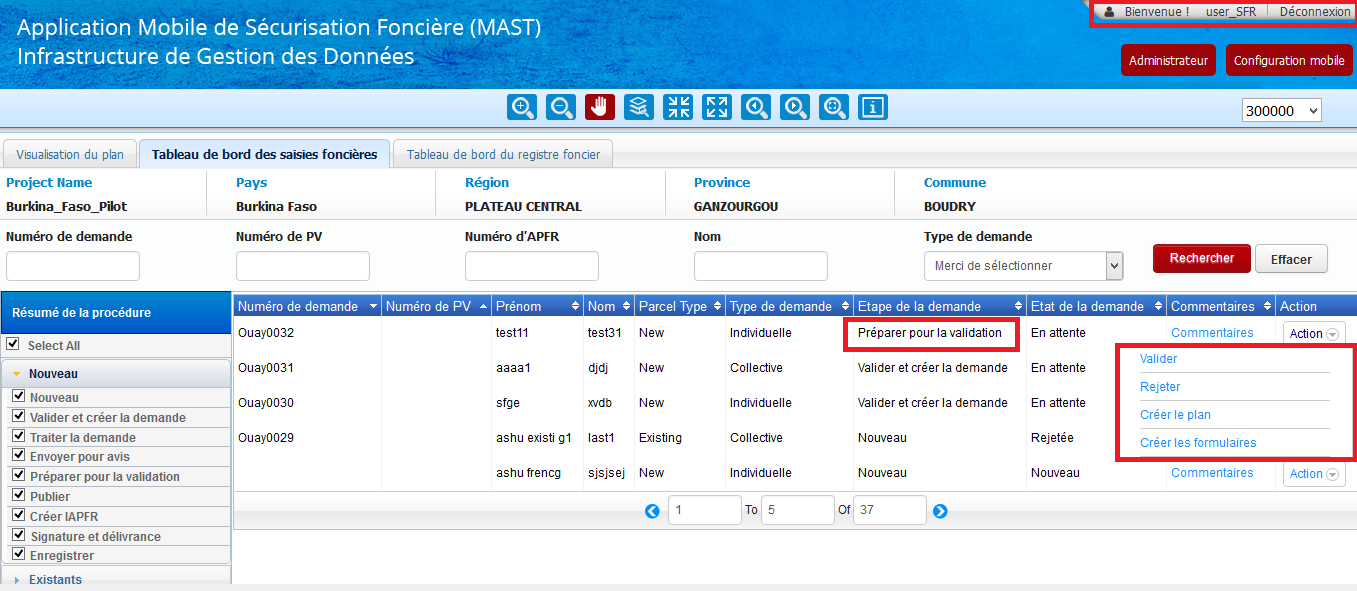 Bienvenue ! user_SFR Déconnexion
Application Mobile de Sécurisation Foncière (MAST)
Infrastructure de Gestion des Données
Administrateur Configuration mobile
300000
Visualisation du plan Tableau de bord des saisies foncières Tableau de bord du registre foncier
Project Name Pays Région Province Commune
Burkina_Faso_Pilot Burkina Faso PLATEAU CENTRAL GANZOURGOU BOUDRY
Numéro de demande Numéro de PV Numéro d'APFR Nom Type de demande
Merci de sélectionner Rechercher Effacer
Résumé de la procédure
Select All
Nouveau
Nouveau
Valider et créer la demande
Traiter la demande
Envoyer pour avis
Préparer pour la validation
Publier
Créer IAPFR
Signature et délivrance
Enregistrer
Existants
Numéro de demande Numéro de PV Prénom Nom Parcel Type Type de demande Etape de la demande Etat de la demande Commentaires Action
Ouay0032 test11 test31 New Individuelle Préparer pour la validation En attente Commentaires Action
Ouay0031 aaaa1 djdj New Collective Valider et créer la demande En attente
Ouay0030 sfge xvdb New Individuelle Valider et créer la demande En attente
Ouay0029 ashu existi g1 last1 Existing Collective Nouveau Rejetée
ashu frencg sjsjsej New Individuelle Nouveau Nouveau Commentaires Action
Valider
Rejeter
Créer le plan
Créer les formulaires
1 To 5 Of 37